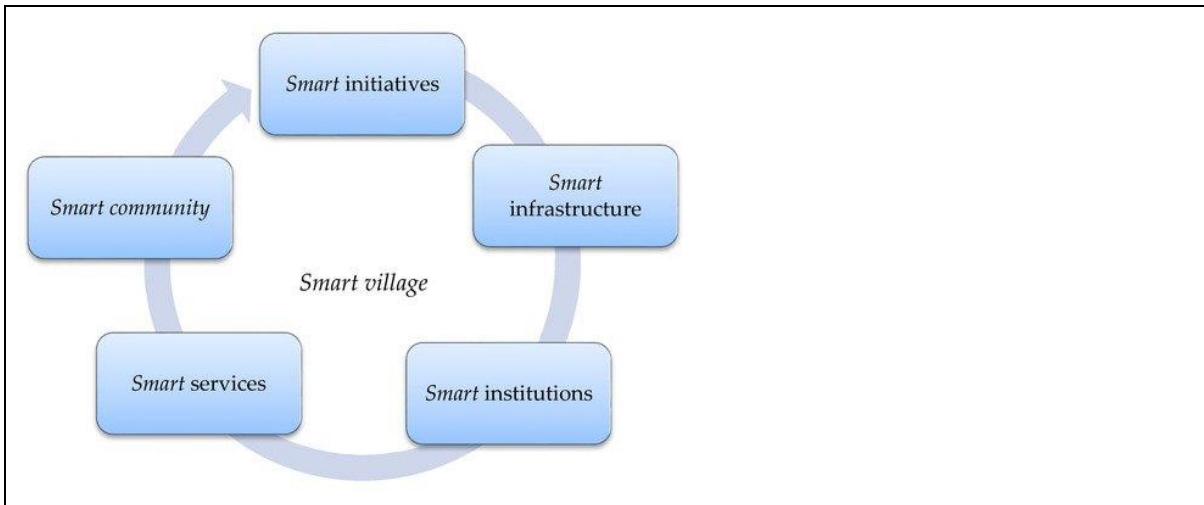 Smart initiatives
Smart
infrastructure
Smart community
Smart village
Smart services
Smart institutions